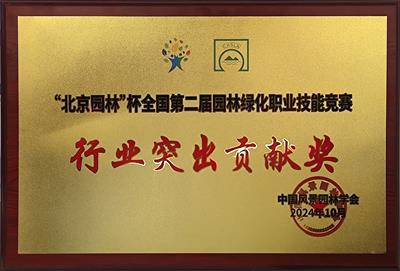 CHSLA
“北京园林”杯全国第二届园林绿化职业技能竞赛
行业突出贡献奖
中国风景园林学会
2024年10月